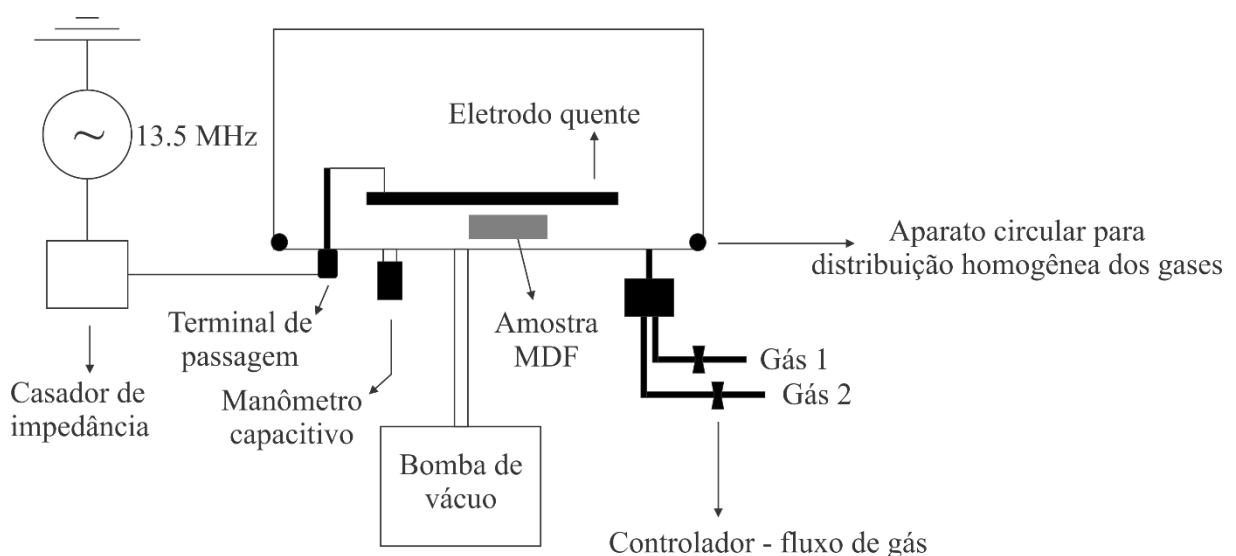 Eletrodo quente
~
13.5 MHz
Aparato circular para
distribuição homogênea dos gases
Terminal de
passagem
Amostra
MDF
Gás 1
Gás 2
Casador de
impedância
Manômetro
capacitivo
Bomba de
vácuo
Controlador - fluxo de gás